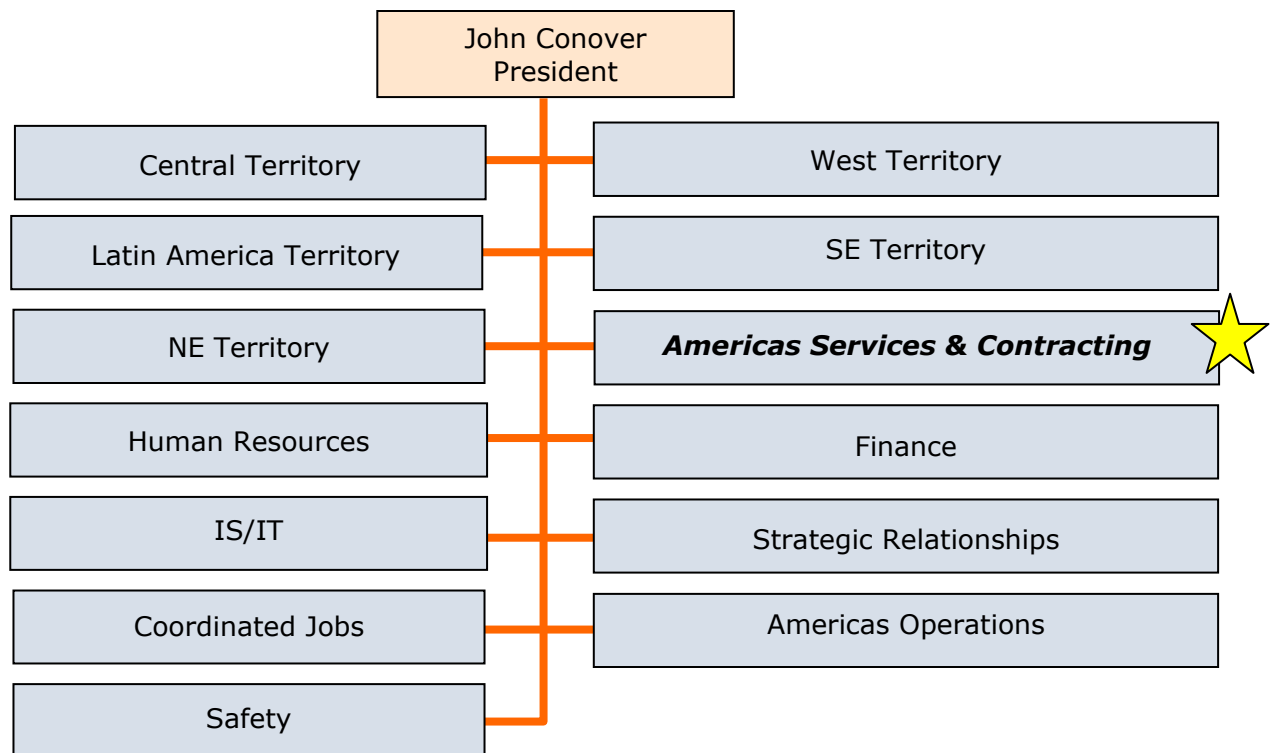 John Conover
President
Central Territory
West Territory
Latin America Territory
SE Territory
NE Territory
Americas Services & Contracting
Human Resources
Finance
IS/IT
Strategic Relationships
Coordinated Jobs
Americas Operations
Safety